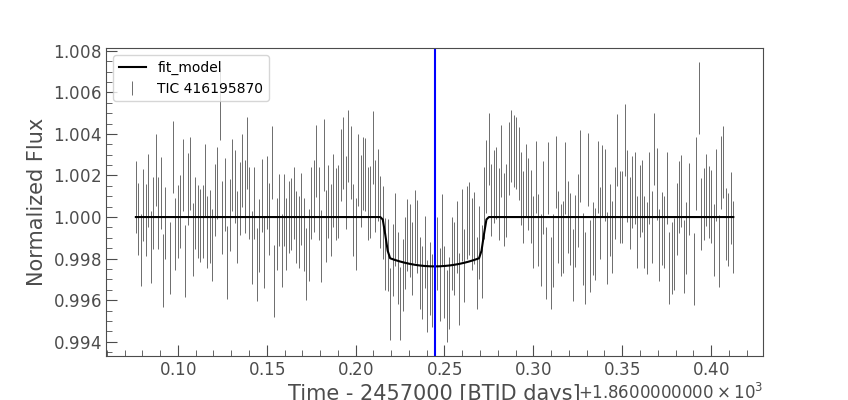 1.008
1.006
1.004
1.002
1.000
0.998
0.996
0.994
Normalized Flux
fit_model
TIC 416195870
0.10 0.15 0.20 0.25 0.30 0.35 0.40
Time - 2457000 [BTJD days]
+1.8600000000 × 10³